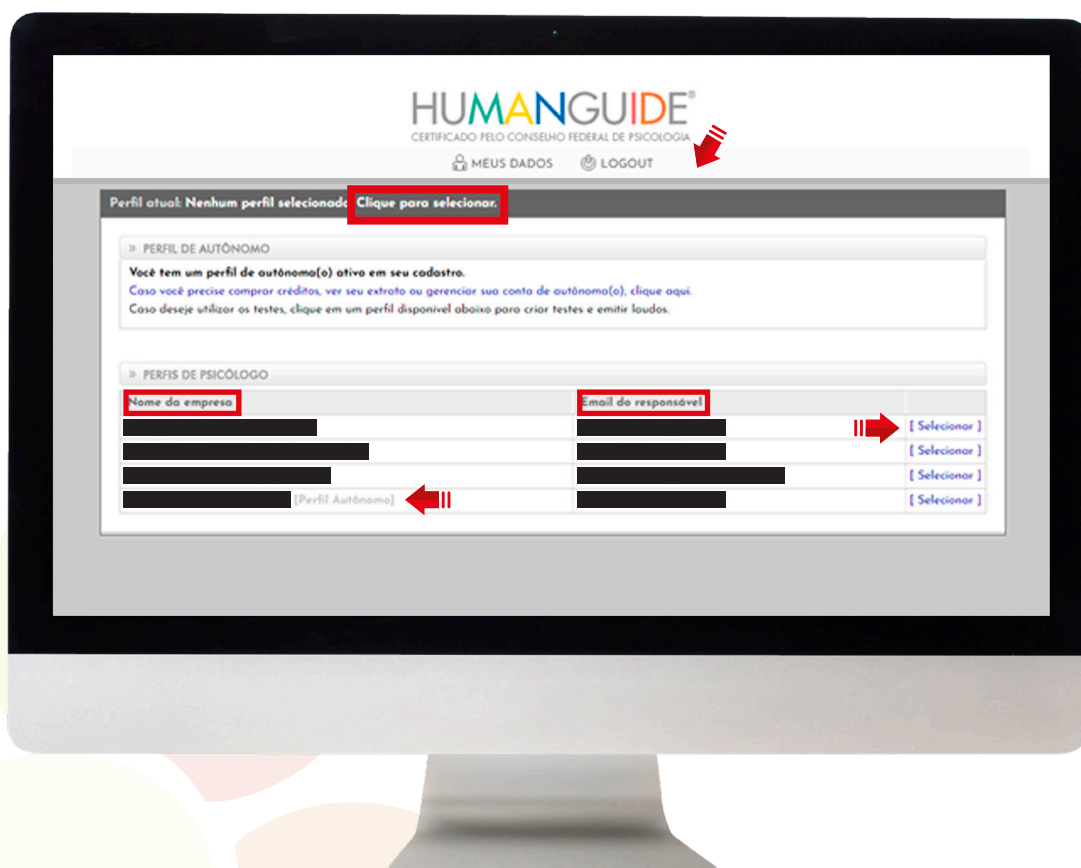 HUMANGUIDE®
CERTIFICADO PELO CONSELHO FEDERAL DE PSICOLOGIA
MEUS DADOS LOGOUT
Perfil atual: Nenhum perfil selecionado. Clique para selecionar.
» PERFIL DE AUTÔNOMO
Você tem um perfil de autônomo(o) ativo em seu cadastro.
Caso você precise comprar créditos, ver seu extrato ou gerenciar sua conta de autônomo(o), clique aqui.
Caso deseje utilizar os testes, clique em um perfil disponível abaixo para criar testes e emitir laudos.
» PERFIS DE PSICÓLOGO
Nome da empresa Email do responsável
[ Selecionar ]
[ Selecionar ]
[ Selecionar ]
[Perfil Autônomo] [ Selecionar ]